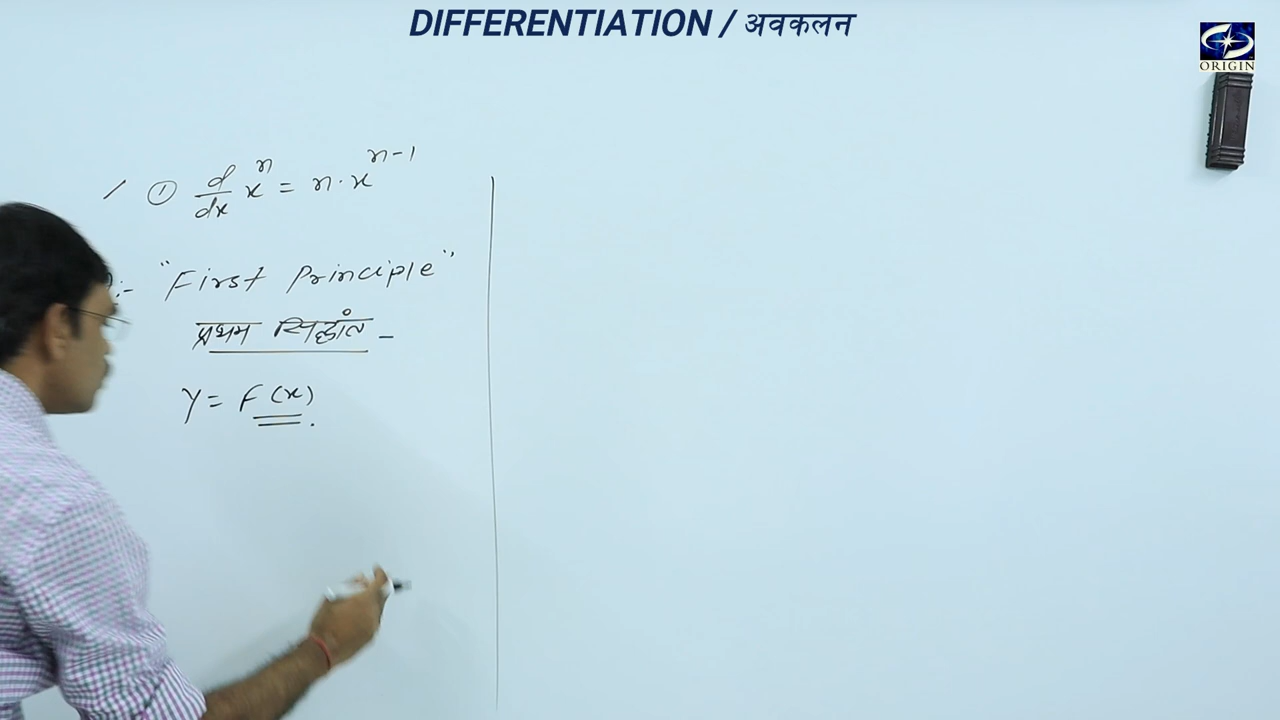 DIFFERENTIATION / अवकलन
ORIGIN
① d/dx x^n = n·x^(n-1)
:- "First Principle"
प्रथम सिद्धांत -
y = F(x).